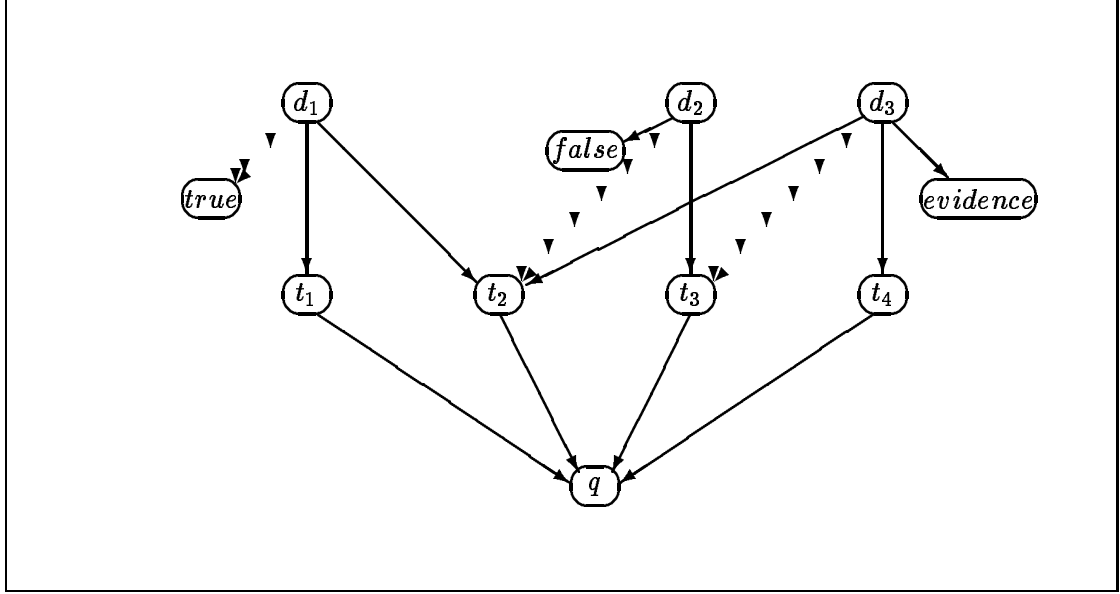 d₁ d₂ d₃
false
true evidence
t₁ t₂ t₃ t₄
q